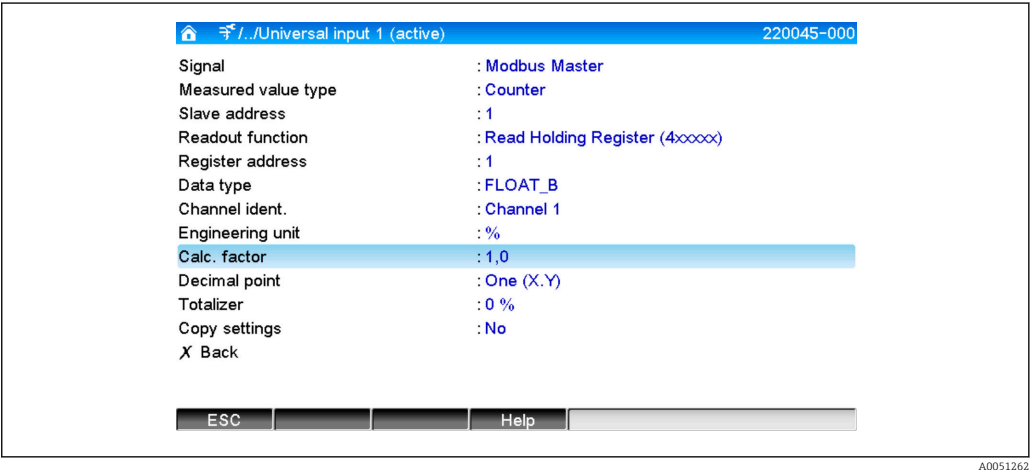 /../Universal input 1 (active) 220045-000
Signal : Modbus Master
Measured value type : Counter
Slave address : 1
Readout function : Read Holding Register (4xxxxx)
Register address : 1
Data type : FLOAT_B
Channel ident. : Channel 1
Engineering unit : %
Calc. factor : 1,0
Decimal point : One (X.Y)
Totalizer : 0 %
Copy settings : No
X Back
ESC Help
A0051262